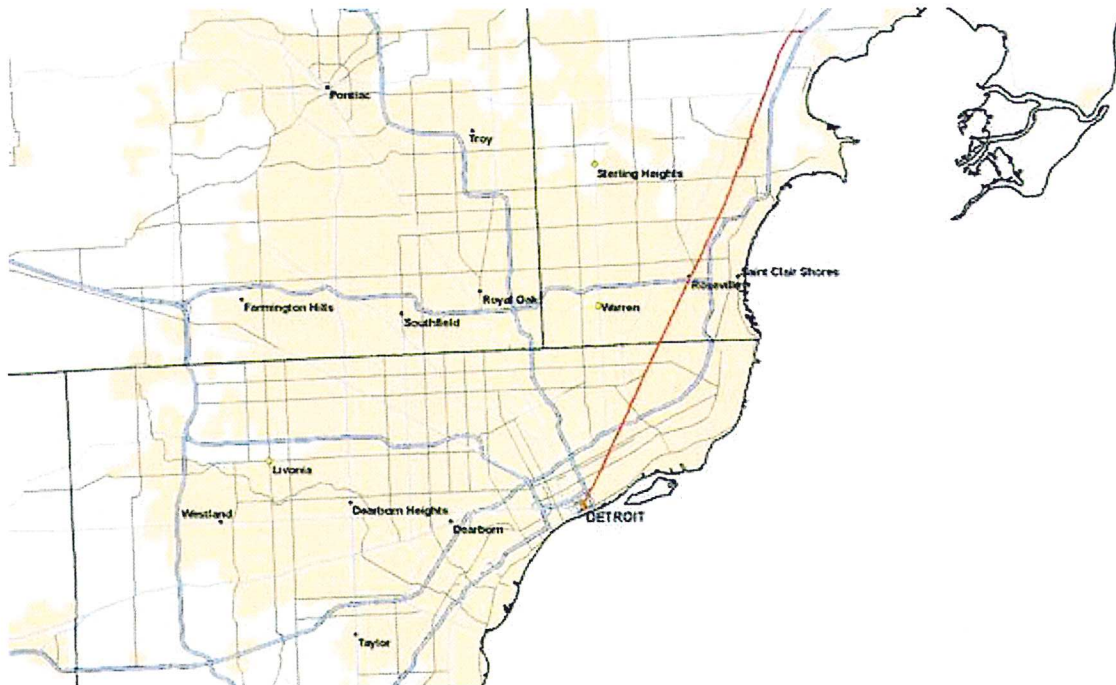 Pontiac
Troy
Sterling Heights
Saint Clair Shores
Roseville
Farmington Hills
Royal Oak
Southfield
Warren
Livonia
Westland
Dearborn Heights
Dearborn
DETROIT
Taylor